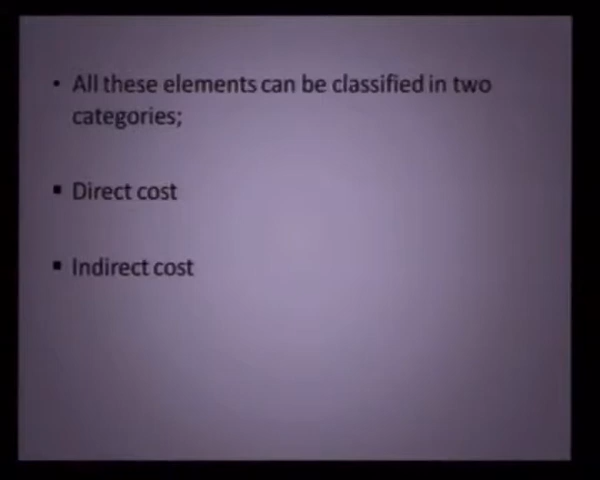 • All these elements can be classified in two
categories;
▪ Direct cost
▪ Indirect cost